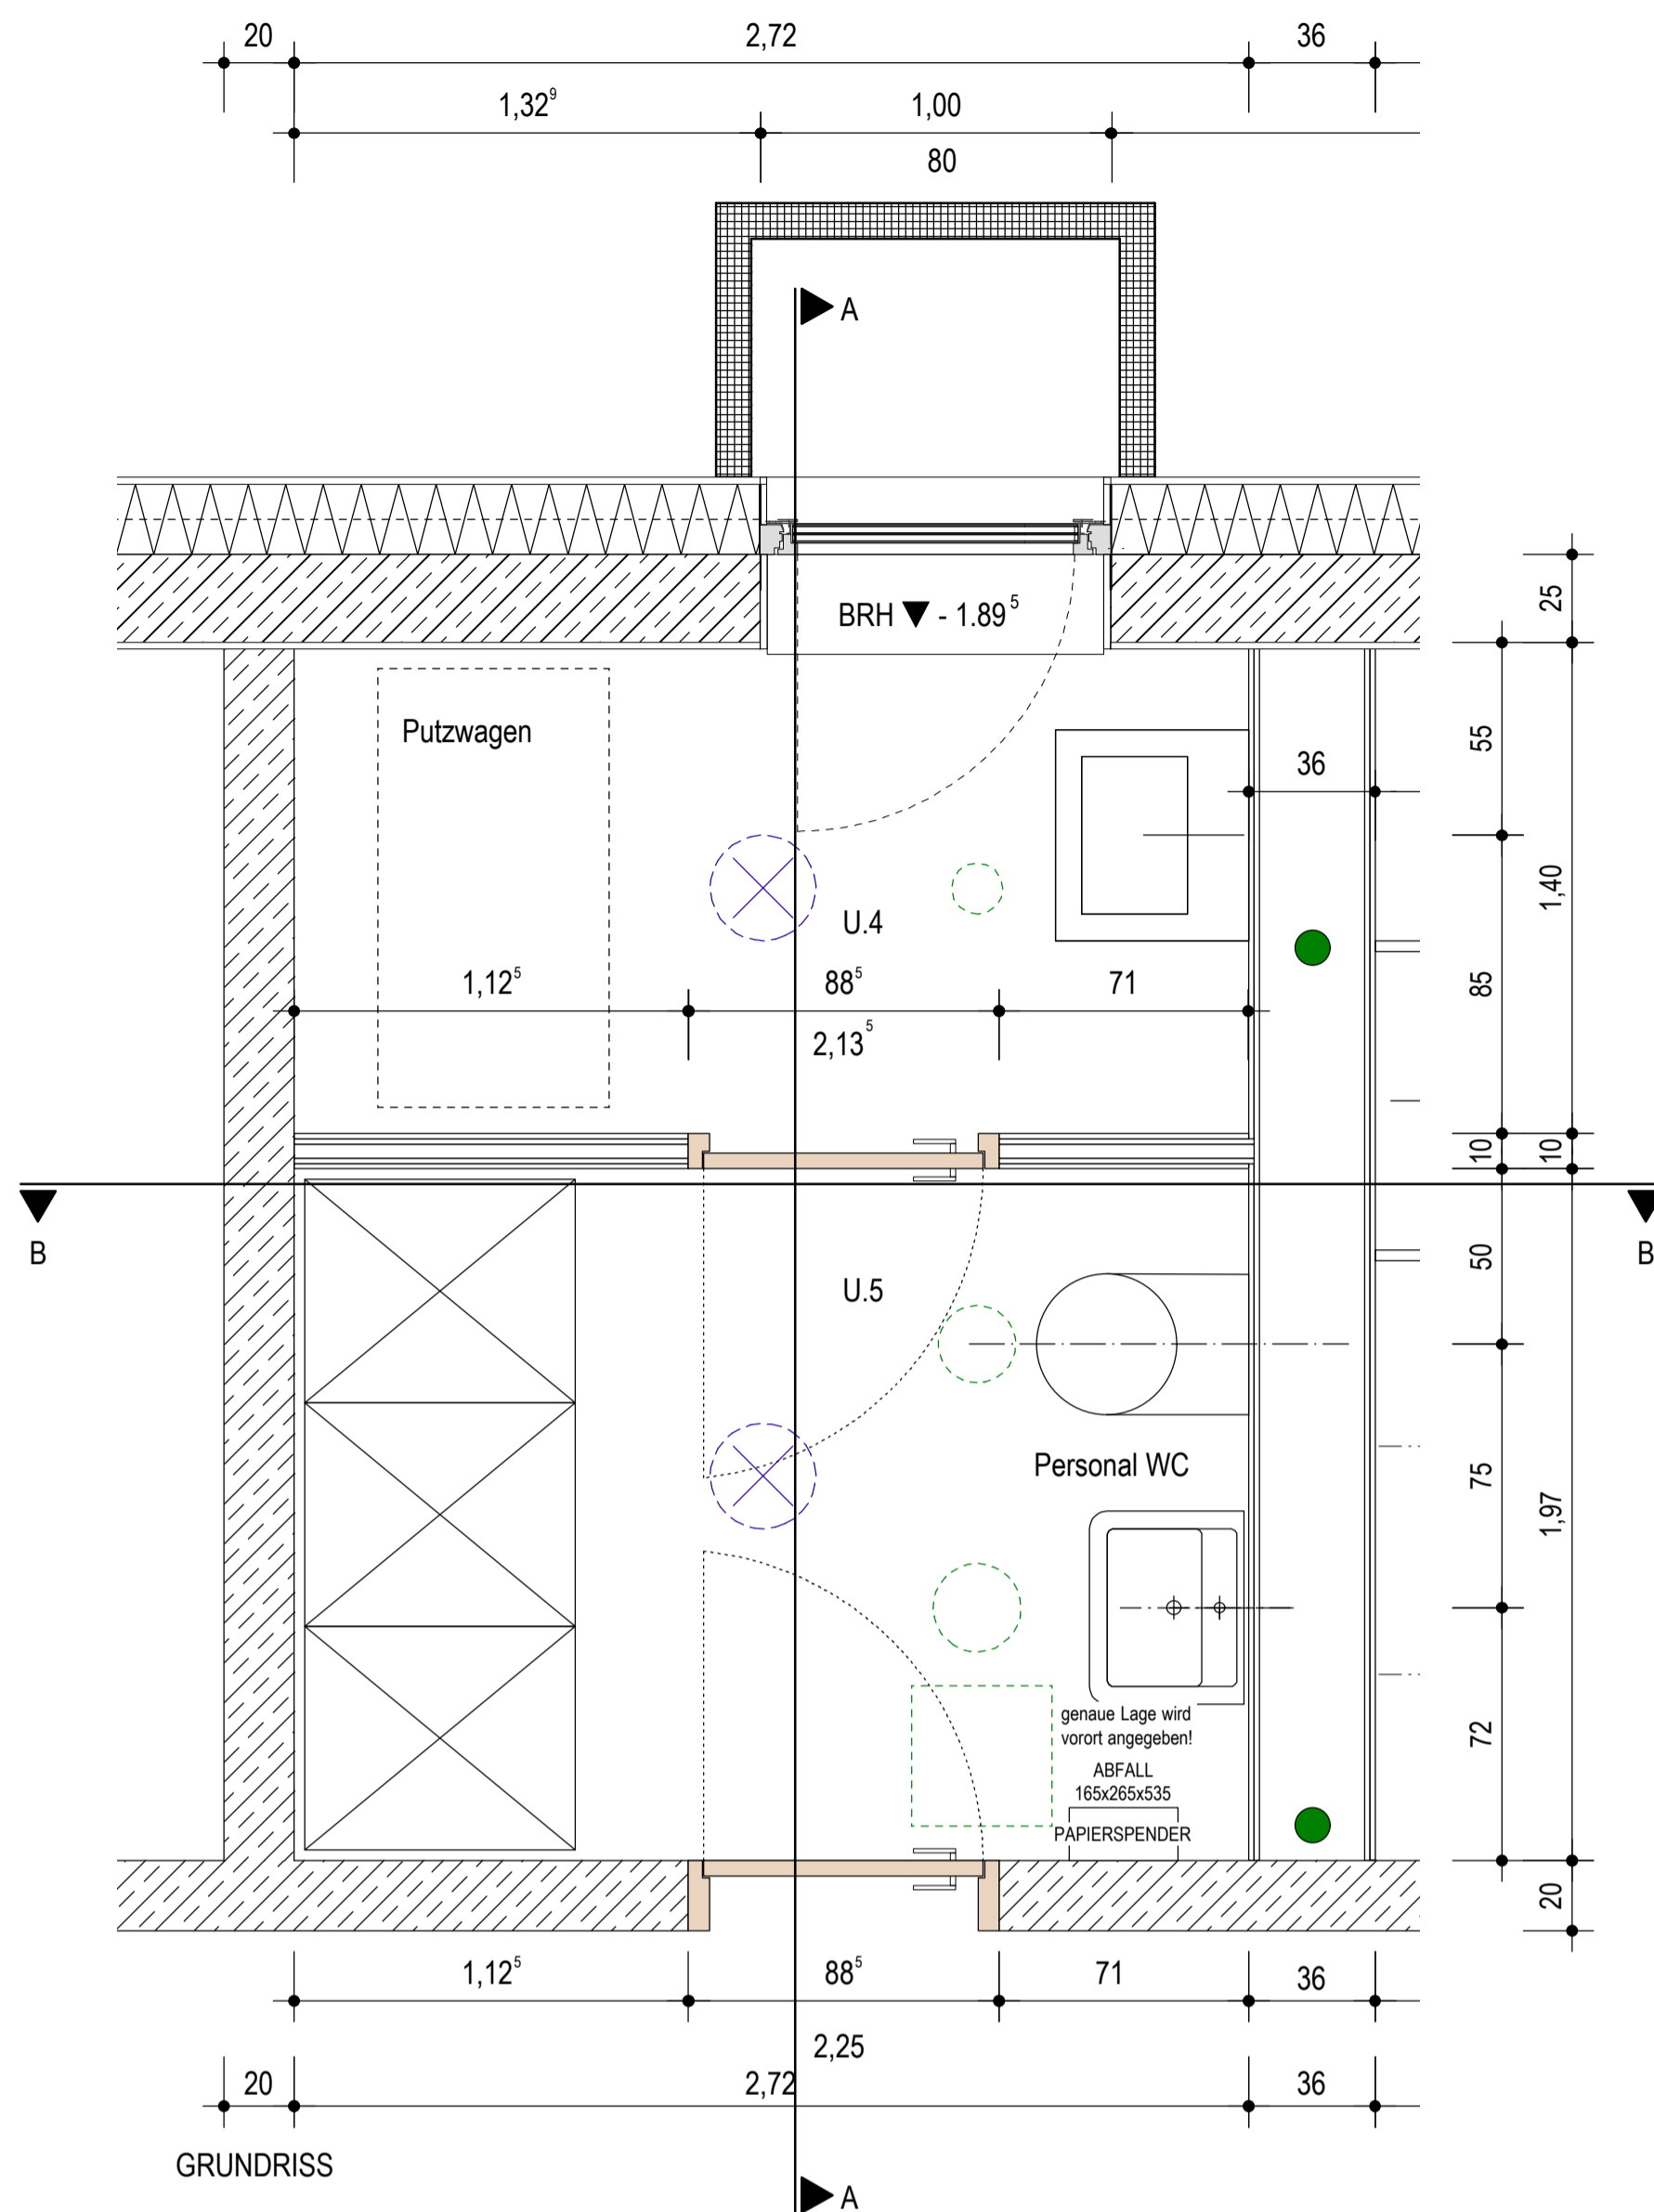 20 2,72 36
1,32⁹ 1,00
80
A
BRH ▼ - 1.89⁵
25
Putzwagen
55
36
U.4
1,40
1,12⁵ 88⁵ 71
85
2,13⁵
10 10
B B
50
U.5
Personal WC
75
1,97
genaue Lage wird
vorort angegeben!
72
ABFALL
165x265x535
PAPIERSPENDER
20
1,12⁵ 88⁵ 71 36
2,25
20 2,72 36
GRUNDRISS
A